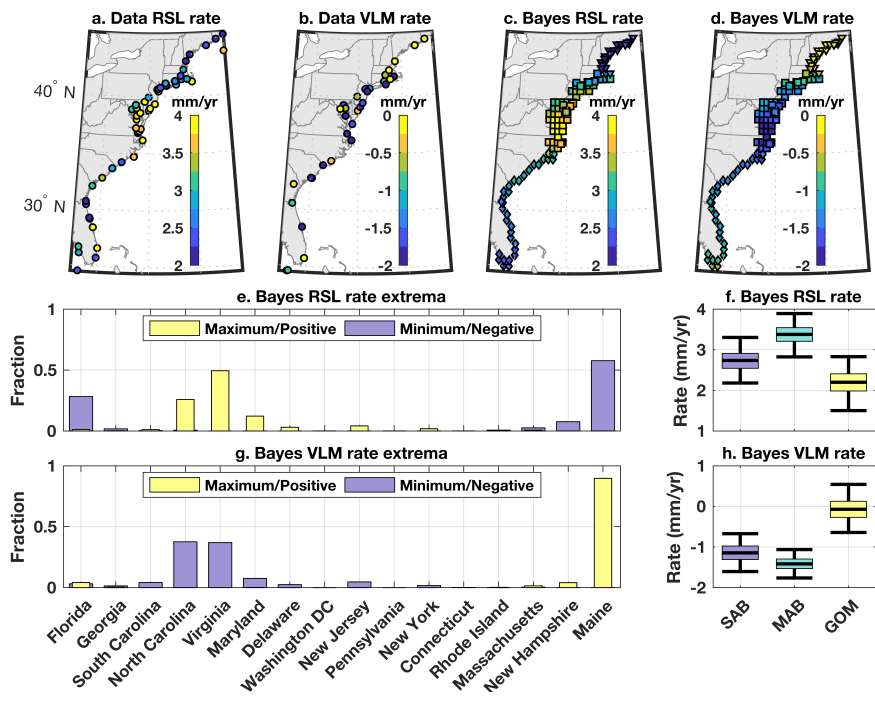 a. Data RSL rate
b. Data VLM rate
c. Bayes RSL rate
d. Bayes VLM rate
40° N
30° N
mm/yr
4
3.5
3
2.5
2
mm/yr
0
-0.5
-1
-1.5
-2
mm/yr
4
3.5
3
2.5
2
mm/yr
0
-0.5
-1
-1.5
-2
e. Bayes RSL rate extrema
Maximum/Positive
Minimum/Negative
Fraction
1
0.5
0
f. Bayes RSL rate
Rate (mm/yr)
4
3
2
1
g. Bayes VLM rate extrema
Maximum/Positive
Minimum/Negative
Fraction
1
0.5
0
Florida
Georgia
South Carolina
North Carolina
Virginia
Maryland
Delaware
Washington DC
New Jersey
Pennsylvania
New York
Connecticut
Rhode Island
Massachusetts
New Hampshire
Maine
h. Bayes VLM rate
Rate (mm/yr)
1
0
-1
-2
SAB
MAB
GOM